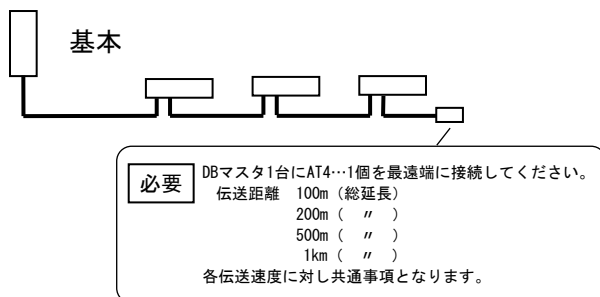 基本
必要
DBマスタ1台にAT4…1個を最遠端に接続してください。
伝送距離 100m (総延長)
200m ( 〃 )
500m ( 〃 )
1km ( 〃 )
各伝送速度に対し共通事項となります。